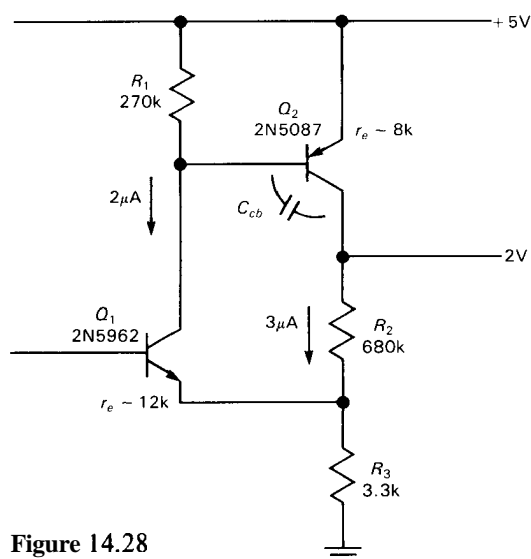 +5V
R1
270k
Q2
2N5087
re ~ 8k
2μA
Ccb
2V
Q1
2N5962
3μA
R2
680k
re ~ 12k
R3
3.3k
Figure 14.28